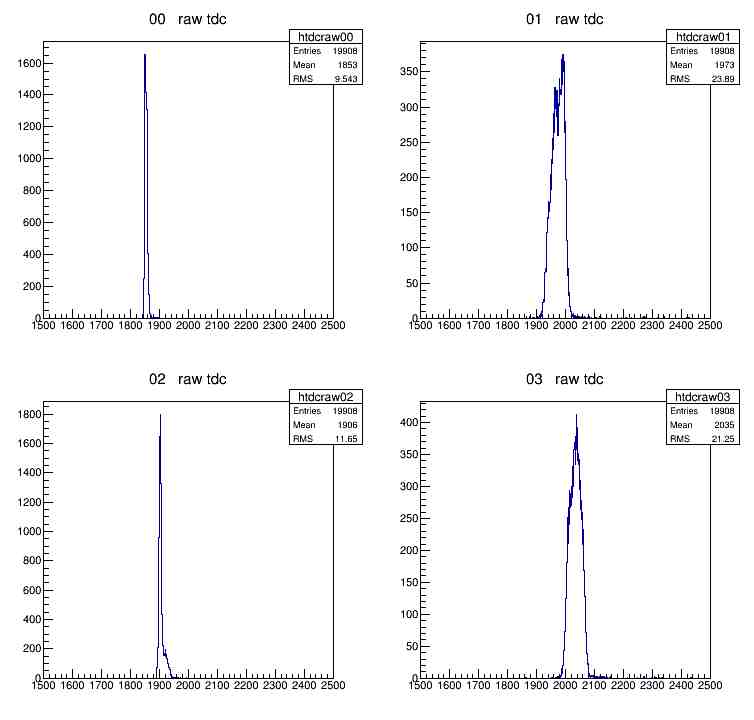 00   raw tdc
htdcraw00
Entries 19908
Mean 1853
RMS 9.543
1600
1400
1200
1000
800
600
400
200
0
1500 1600 1700 1800 1900 2000 2100 2200 2300 2400 2500
01   raw tdc
htdcraw01
Entries 19908
Mean 1973
RMS 23.89
350
300
250
200
150
100
50
0
1500 1600 1700 1800 1900 2000 2100 2200 2300 2400 2500
02   raw tdc
htdcraw02
Entries 19908
Mean 1906
RMS 11.65
1800
1600
1400
1200
1000
800
600
400
200
0
1500 1600 1700 1800 1900 2000 2100 2200 2300 2400 2500
03   raw tdc
htdcraw03
Entries 19908
Mean 2035
RMS 21.25
400
350
300
250
200
150
100
50
0
1500 1600 1700 1800 1900 2000 2100 2200 2300 2400 2500